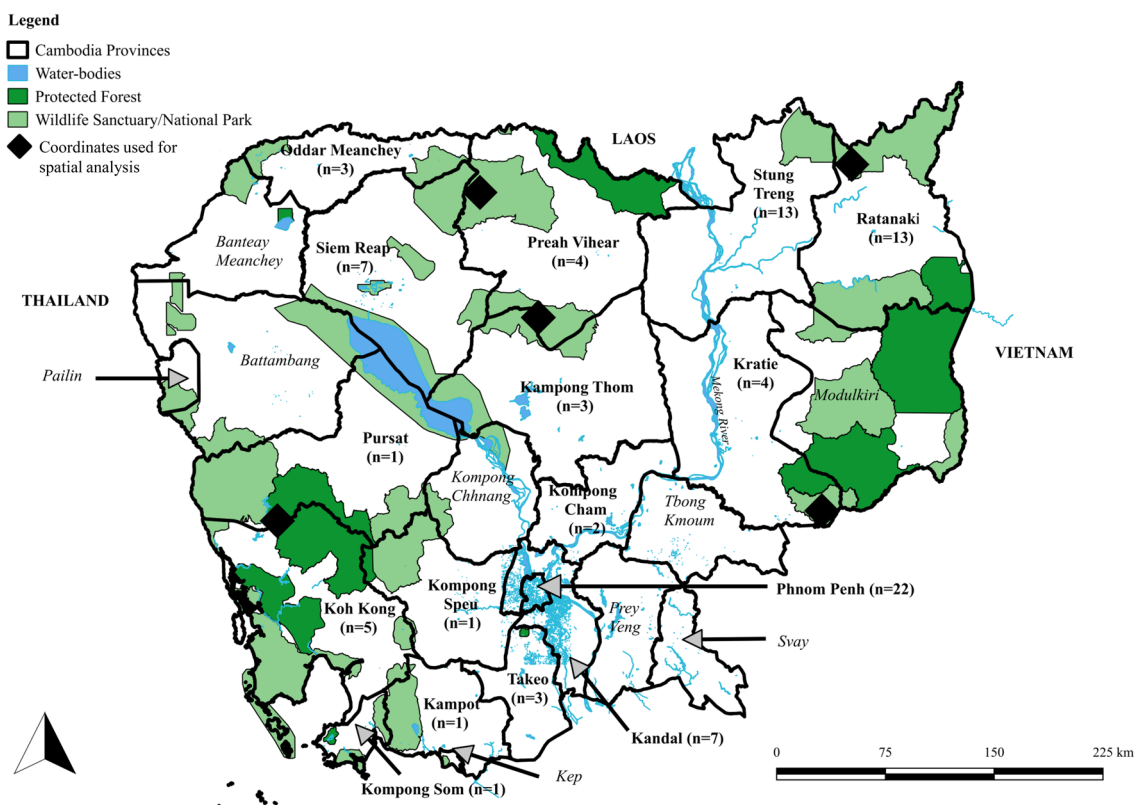 Legend
Cambodia Provinces
Water-bodies
Protected Forest
Wildlife Sanctuary/National Park
Coordinates used for
spatial analysis
LAOS
Oddar Meanchey
(n=3)
Stung
Treng
(n=13)
Ratanaki
(n=13)
Banteay
Meanchey
Siem Reap
(n=7)
Preah Vihear
(n=4)
THAILAND
VIETNAM
Battambang
Pailin
Kratie
(n=4)
Kampong Thom
(n=3)
Modulkiri
Mekong River
Pursat
(n=1)
Kompong
Chhnang
Kompong
Cham
(n=2)
Tbong
Kmoum
Kompong
Speu
(n=1)
Phnom Penh (n=22)
Koh Kong
(n=5)
Prey
Veng
Svay
Takeo
(n=3)
Kampot
(n=1)
Kandal (n=7)
Kep
Kompong Som (n=1)
0 75 150 225 km